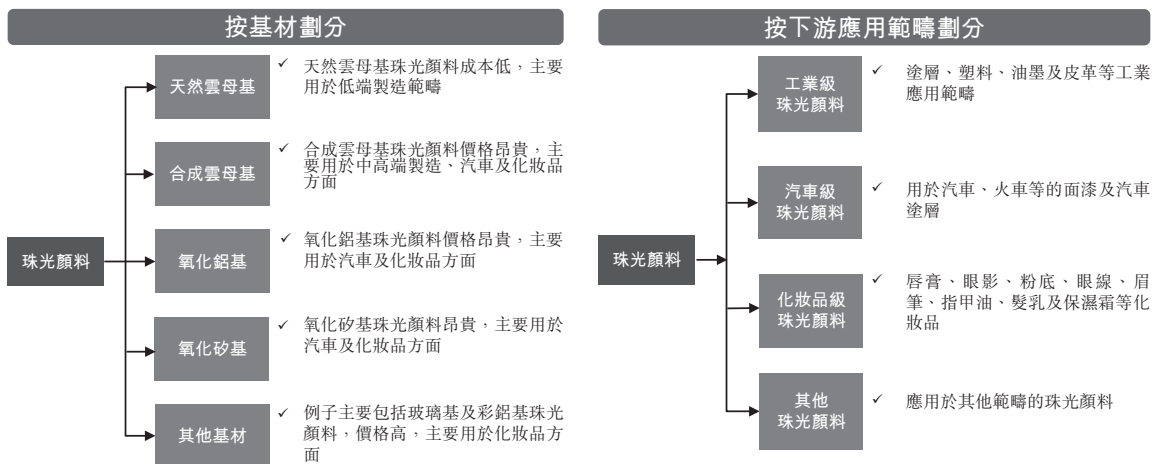 按基材劃分
珠光顏料
天然雲母基
✓ 天然雲母基珠光顏料成本低，主要
用於低端製造範疇
合成雲母基
✓ 合成雲母基珠光顏料價格昂貴，主
要用於中高端製造、汽車及化妝品
方面
氧化鋁基
✓ 氧化鋁基珠光顏料價格昂貴，主要
用於汽車及化妝品方面
氧化矽基
✓ 氧化矽基珠光顏料昂貴，主要用於
汽車及化妝品方面
其他基材
✓ 例子主要包括玻璃基及彩鋁基珠光
顏料，價格高，主要用於化妝品方
面
按下游應用範疇劃分
珠光顏料
工業級
珠光顏料
✓ 塗層、塑料、油墨及皮革等工業
應用範疇
汽車級
珠光顏料
✓ 用於汽車、火車等的面漆及汽車
塗層
化妝品級
珠光顏料
✓ 唇膏、眼影、粉底、眼線、眉
筆、指甲油、髮乳及保濕霜等化
妝品
其他
珠光顏料
✓ 應用於其他範疇的珠光顏料